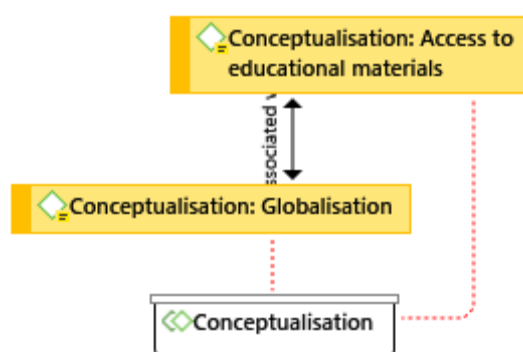 Conceptualisation: Access to
educational materials
Conceptualisation: Globalisation
Conceptualisation